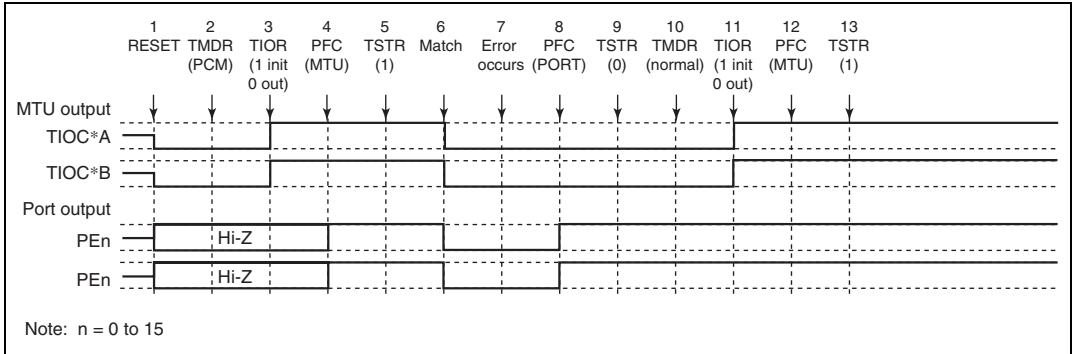 1 2 3 4 5 6 7 8 9 10 11 12 13
RESET TMDR TIOR PFC TSTR Match Error PFC TSTR TMDR TIOR PFC TSTR
(PCM) (1 init (MTU) (1) occurs (PORT) (0) (normal) (1 init (MTU) (1)
0 out) 0 out)
MTU output
TIOC*A
TIOC*B
Port output
PEn Hi-Z
PEn Hi-Z
Note: n = 0 to 15